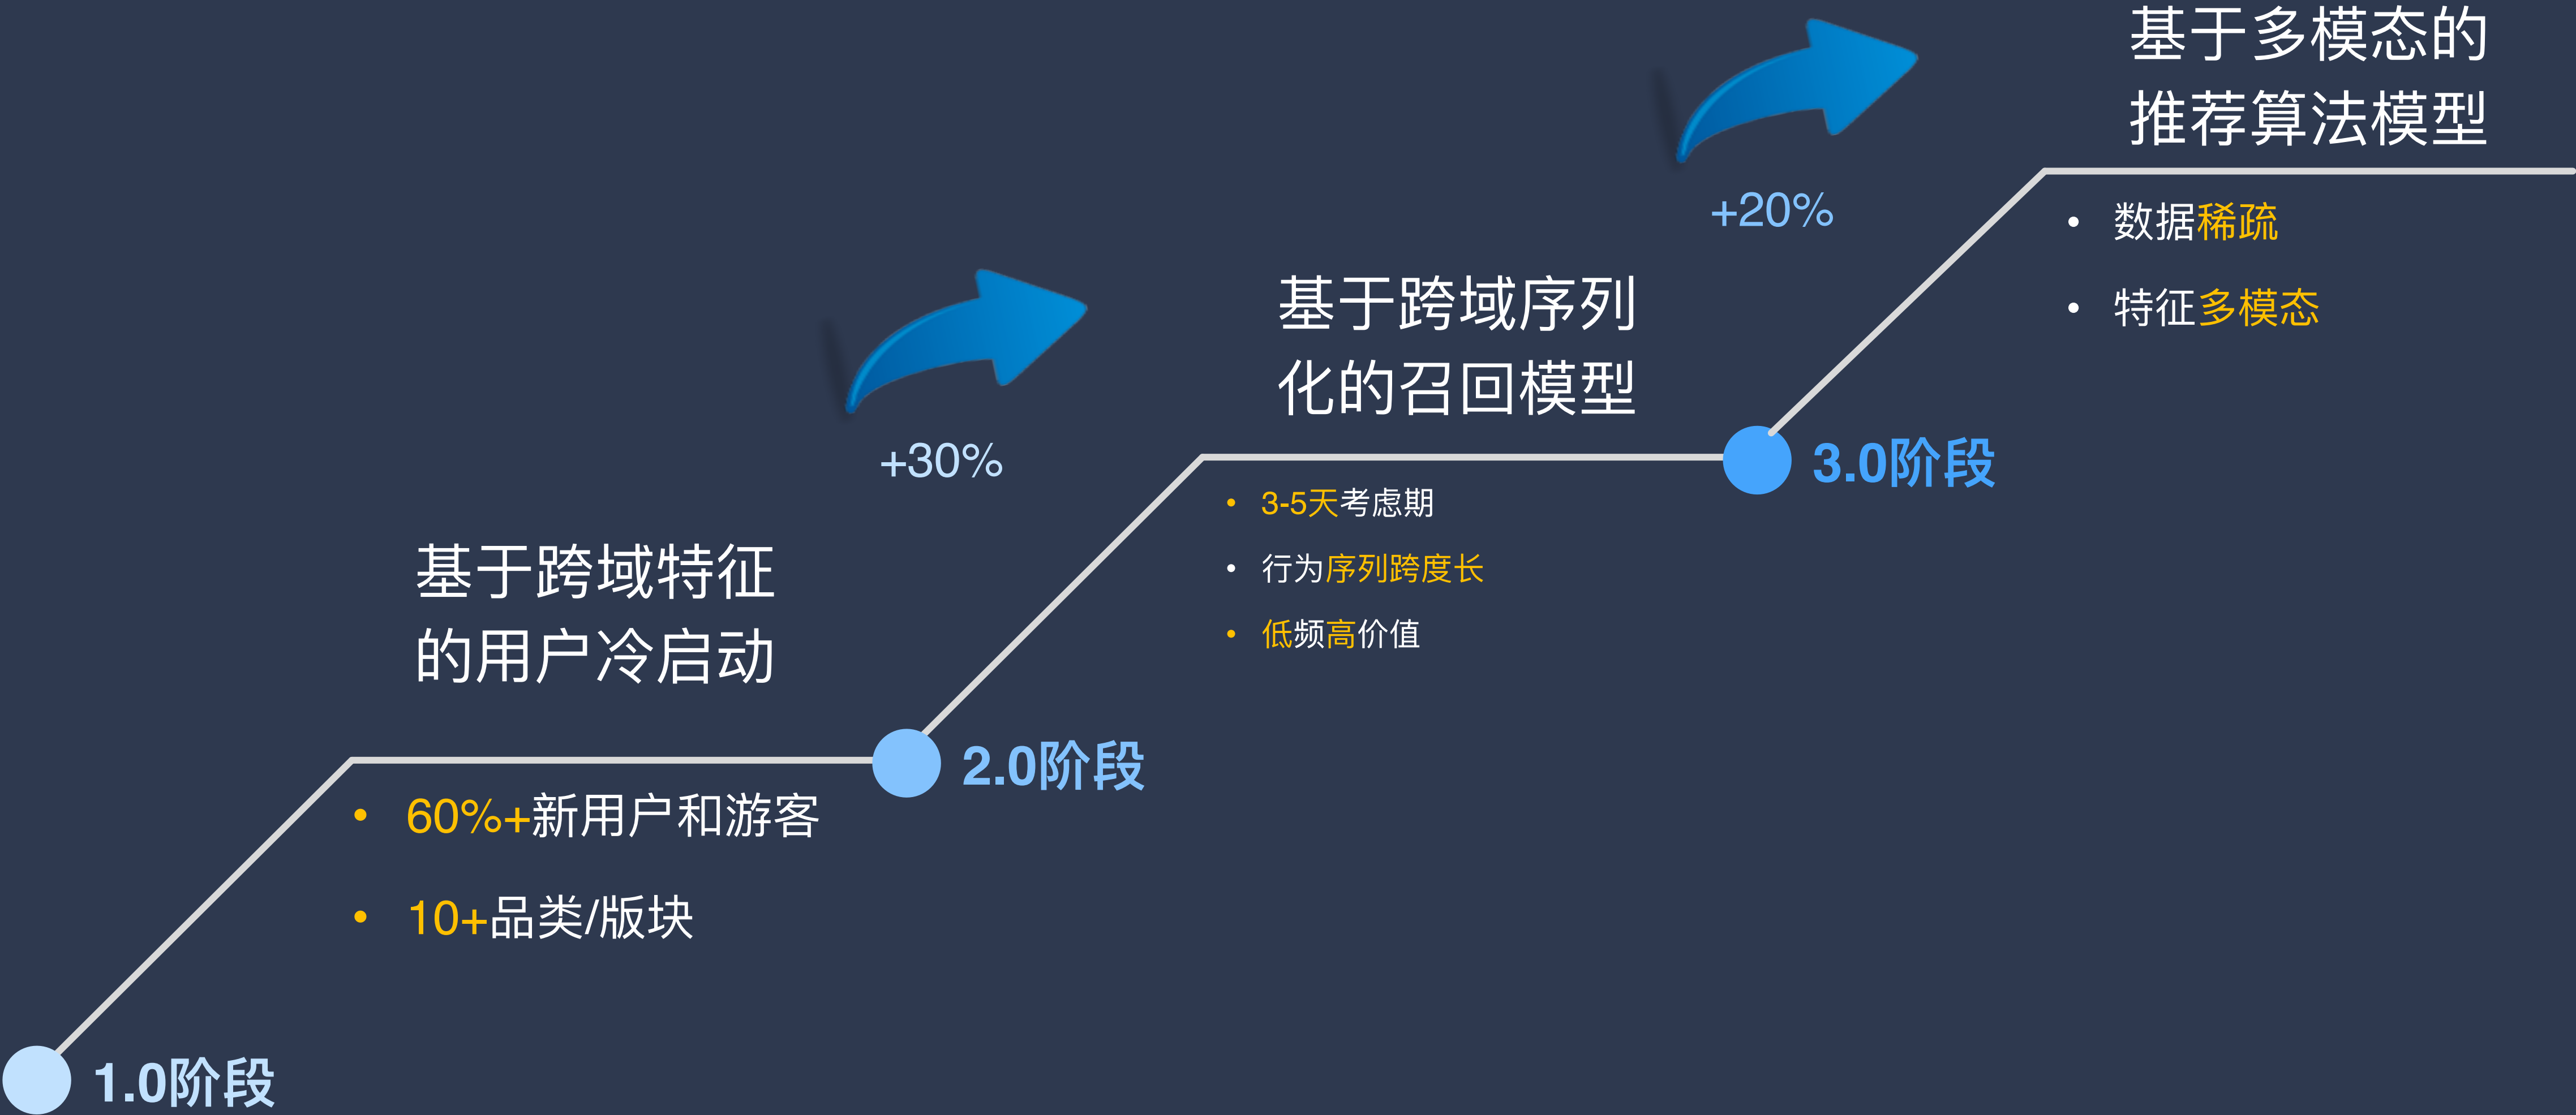 基于跨域特征
的用户冷启动
• 60%+新用户和游客
• 10+品类/版块
1.0阶段
+30%
基于跨域序列
化的召回模型
• 3-5天考虑期
• 行为序列跨度长
• 低频高价值
2.0阶段
+20%
基于多模态的
推荐算法模型
• 数据稀疏
• 特征多模态
3.0阶段